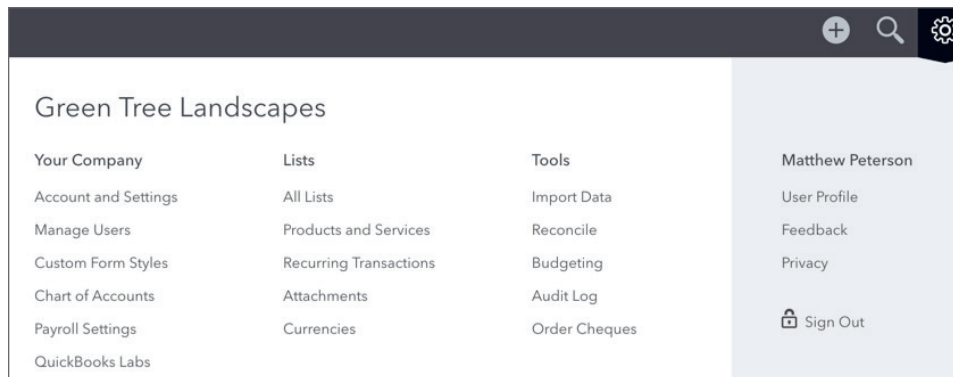 Green Tree Landscapes
Your Company
Account and Settings
Manage Users
Custom Form Styles
Chart of Accounts
Payroll Settings
QuickBooks Labs
Lists
All Lists
Products and Services
Recurring Transactions
Attachments
Currencies
Tools
Import Data
Reconcile
Budgeting
Audit Log
Order Cheques
Matthew Peterson
User Profile
Feedback
Privacy
Sign Out